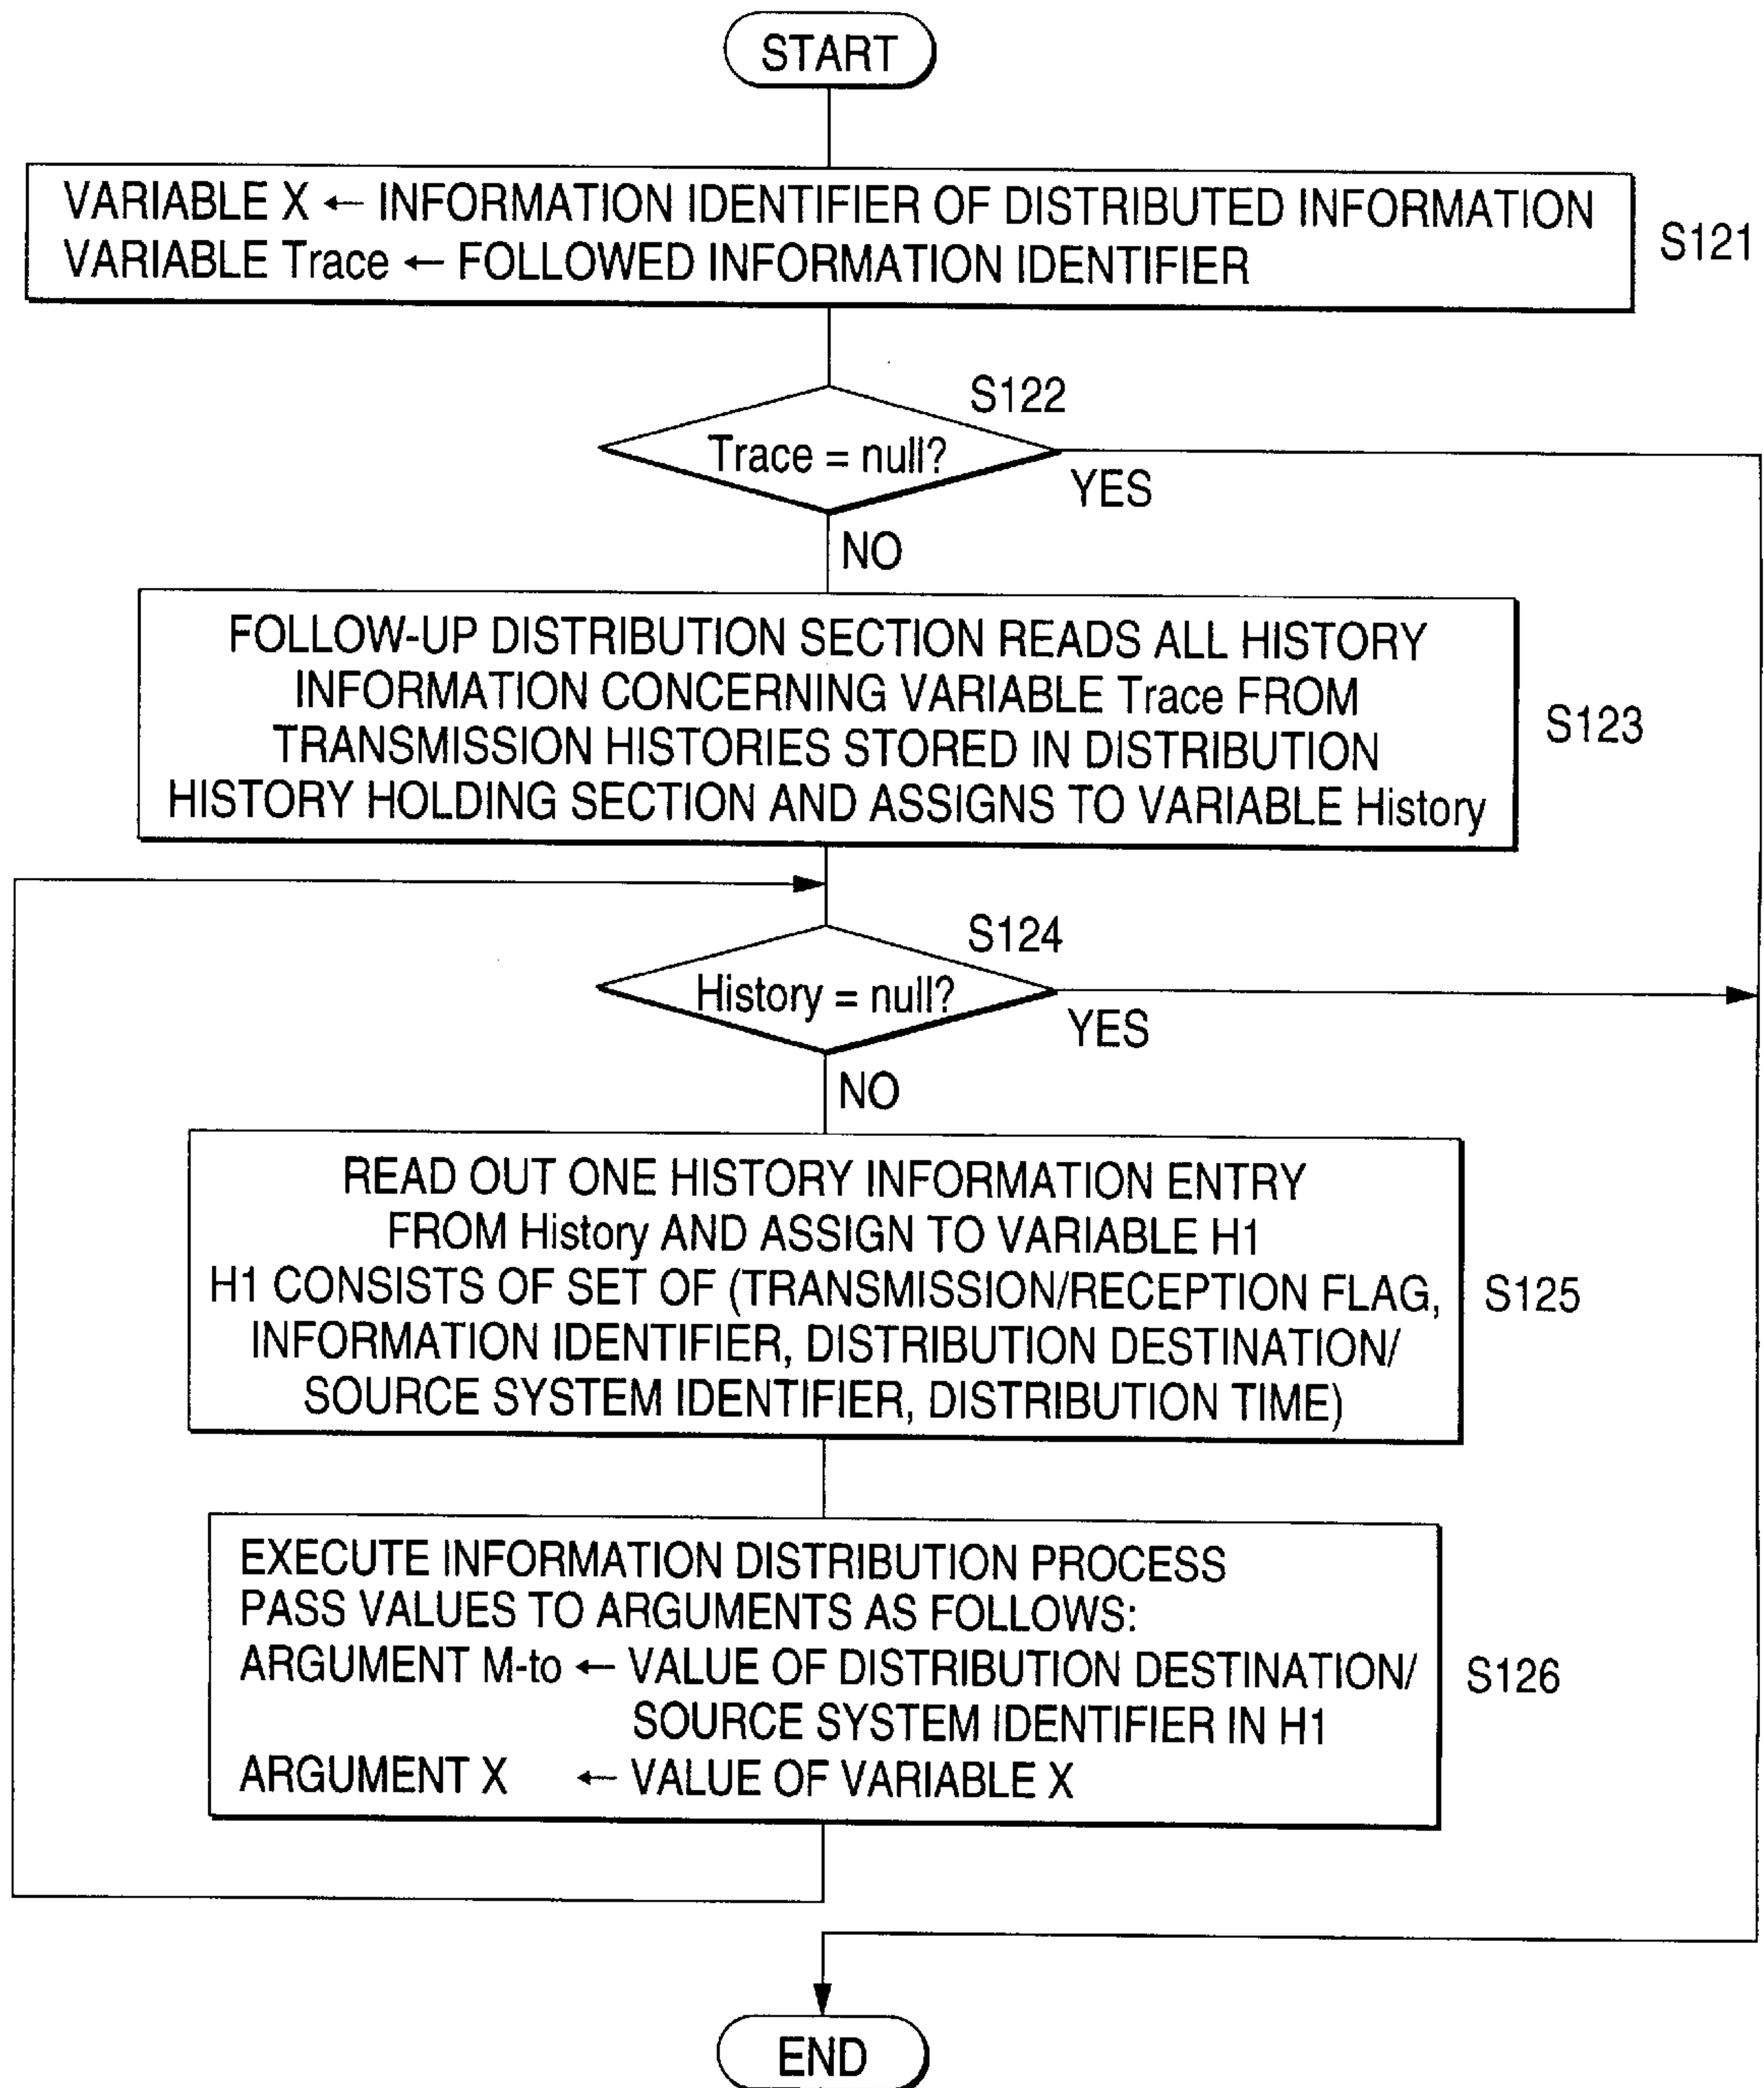 START
VARIABLE X ← INFORMATION IDENTIFIER OF DISTRIBUTED INFORMATION
VARIABLE Trace ← FOLLOWED INFORMATION IDENTIFIER
S121
S122
Trace = null?
YES
NO
FOLLOW-UP DISTRIBUTION SECTION READS ALL HISTORY
INFORMATION CONCERNING VARIABLE Trace FROM
TRANSMISSION HISTORIES STORED IN DISTRIBUTION
HISTORY HOLDING SECTION AND ASSIGNS TO VARIABLE History
S123
S124
History = null?
YES
NO
READ OUT ONE HISTORY INFORMATION ENTRY
FROM History AND ASSIGN TO VARIABLE H1
H1 CONSISTS OF SET OF (TRANSMISSION/RECEPTION FLAG,
INFORMATION IDENTIFIER, DISTRIBUTION DESTINATION/
SOURCE SYSTEM IDENTIFIER, DISTRIBUTION TIME)
S125
EXECUTE INFORMATION DISTRIBUTION PROCESS
PASS VALUES TO ARGUMENTS AS FOLLOWS:
ARGUMENT M-to ← VALUE OF DISTRIBUTION DESTINATION/
SOURCE SYSTEM IDENTIFIER IN H1
ARGUMENT X ← VALUE OF VARIABLE X
S126
END